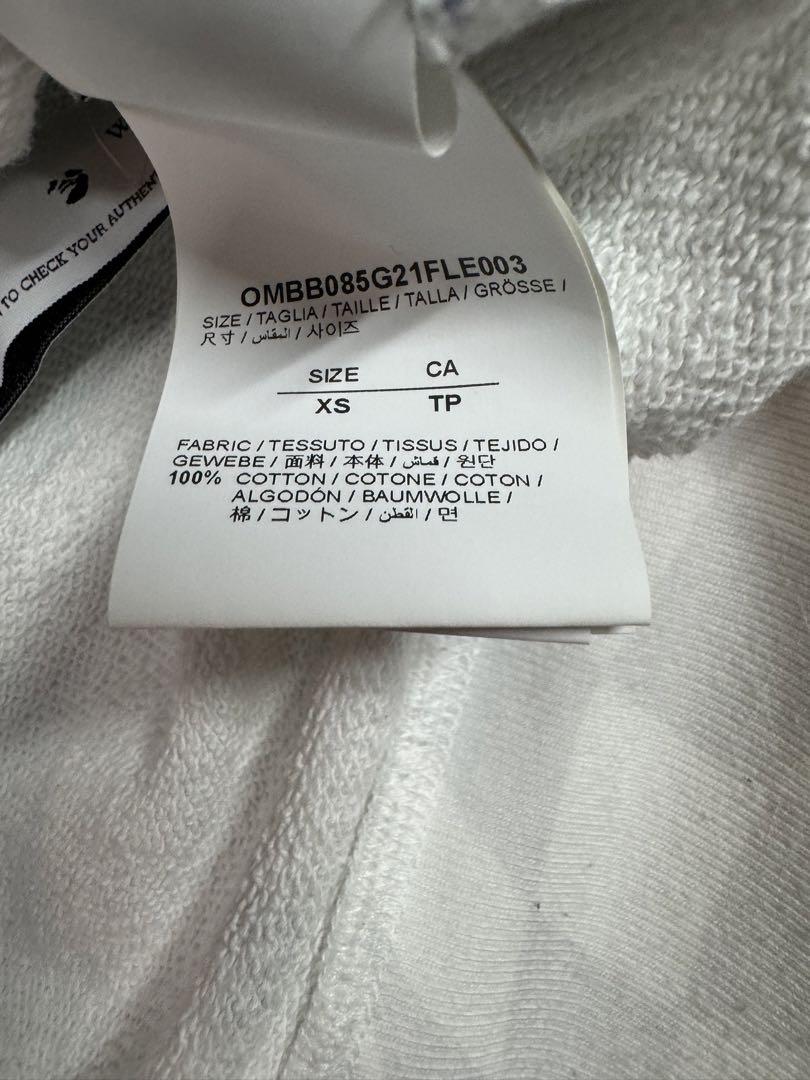 W
TO CHECK YOUR AUTHEN
OMBB085G21FLE003
SIZE / TAGLIA / TAILLE / TALLA / GRÖSSE /
尺寸 / المقاس / 사이즈
SIZE CA
XS TP
FABRIC / TESSUTO / TISSUS / TEJIDO /
GEWEBE / 面料 / 本体 / قماش / 원단
100% COTTON / COTONE / COTON /
ALGODÓN / BAUMWOLLE /
棉 / コットン / القطن / 면